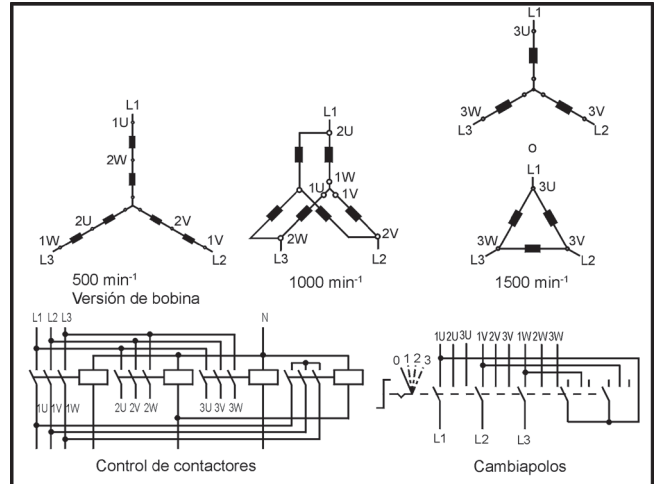 L1
3U
3W
3V
L3
L2
o
L1
3U
3W
3V
L3
L2
1500 min-1
L1
1U
2W
2U
2V
1W
1V
L3
L2
500 min-1
Versión de bobina
L1
2U
1W
1U
1V
2W
2V
L3
L2
1000 min-1
L1 L2 L3
N
1U 1V 1W
2U 2V 2W
3U 3V 3W
Control de contactores
1U 2U 3U 1V 2V 3V 1W 2W 3W
0 1 2 3
L1
L2
L3
Cambiapolos